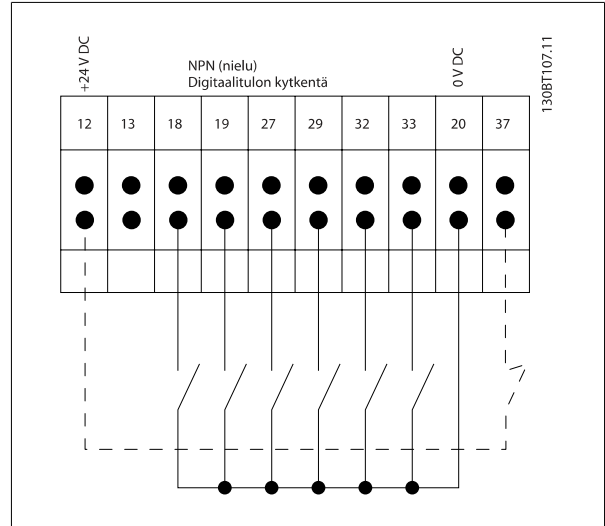 +24 V DC
NPN (nielu)
Digitaalitulon kytkentä
0 V DC
130BT107.11
12 13 18 19 27 29 32 33 20 37